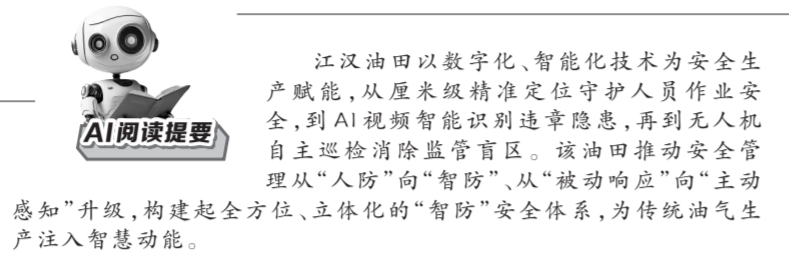 江汉油田以数字化、智能化技术为安全生
产赋能,从厘米级精准定位守护人员作业安
全,到AI视频智能识别违章隐患,再到无人机
自主巡检消除监管盲区。该油田推动安全管
理从“人防”向“智防”、从“被动响应”向“主动
感知”升级,构建起全方位、立体化的“智防”安全体系,为传统油气生
产注入智慧动能。
AI阅读提要